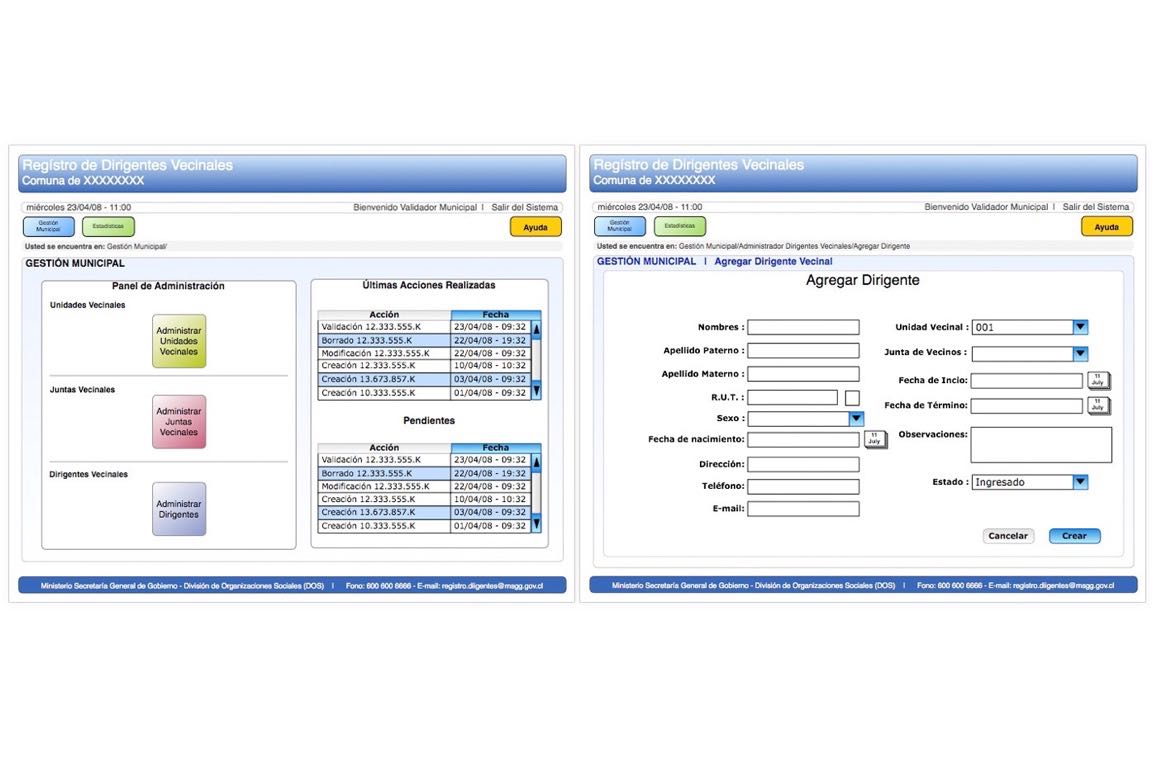 Regístro de Dirigentes Vecinales
Comuna de XXXXXXXX
miércoles 23/04/08 - 11:00
Bienvenido Validador Municipal I Salir del Sistema
Gestión
Municipal
Estadísticas
Ayuda
Usted se encuentra en: Gestión Municipal/
GESTIÓN MUNICIPAL
Panel de Administración
Unidades Vecinales
Administrar
Unidades
Vecinales
Juntas Vecinales
Administrar
Juntas
Vecinales
Dirigentes Vecinales
Administrar
Dirigentes
Últimas Acciones Realizadas
Acción Fecha
Validación 12.333.555.K 23/04/08 - 09:32
Borrado 12.333.555.K 22/04/08 - 19:32
Modificación 12.333.555.K 22/04/08 - 09:32
Creación 12.333.555.K 10/04/08 - 10:32
Creación 13.673.857.K 03/04/08 - 09:32
Creación 10.333.555.K 01/04/08 - 09:32
Pendientes
Acción Fecha
Validación 12.333.555.K 23/04/08 - 09:32
Borrado 12.333.555.K 22/04/08 - 19:32
Modificación 12.333.555.K 22/04/08 - 09:32
Creación 12.333.555.K 10/04/08 - 10:32
Creación 13.673.857.K 03/04/08 - 09:32
Creación 10.333.555.K 01/04/08 - 09:32
Ministerio Secretaría General de Gobierno - División de Organizaciones Sociales (DOS) I Fono: 600 600 6666 - E-mail: registro.diigentes@msgg.gov.cl
Regístro de Dirigentes Vecinales
Comuna de XXXXXXXX
miércoles 23/04/08 - 11:00
Bienvenido Validador Municipal I Salir del Sistema
Gestión
Municipal
Estadísticas
Ayuda
Usted se encuentra en: Gestión Municipal/Administrador Dirigentes Vecinales/Agregar Dirigente
GESTIÓN MUNICIPAL I Agregar Dirigente Vecinal
Agregar Dirigente
Nombres :
Apellido Paterno :
Apellido Materno :
R.U.T. :
Sexo :
Fecha de nacimiento:
11
July
Dirección:
Teléfono:
E-mail:
Unidad Vecinal : 001
Junta de Vecinos :
Fecha de Incio:
11
July
Fecha de Término:
11
July
Observaciones:
Estado : Ingresado
Cancelar
Crear
Ministerio Secretaría General de Gobierno - División de Organizaciones Sociales (DOS) I Fono: 600 600 6666 - E-mail: registro.diigentes@msgg.gov.cl